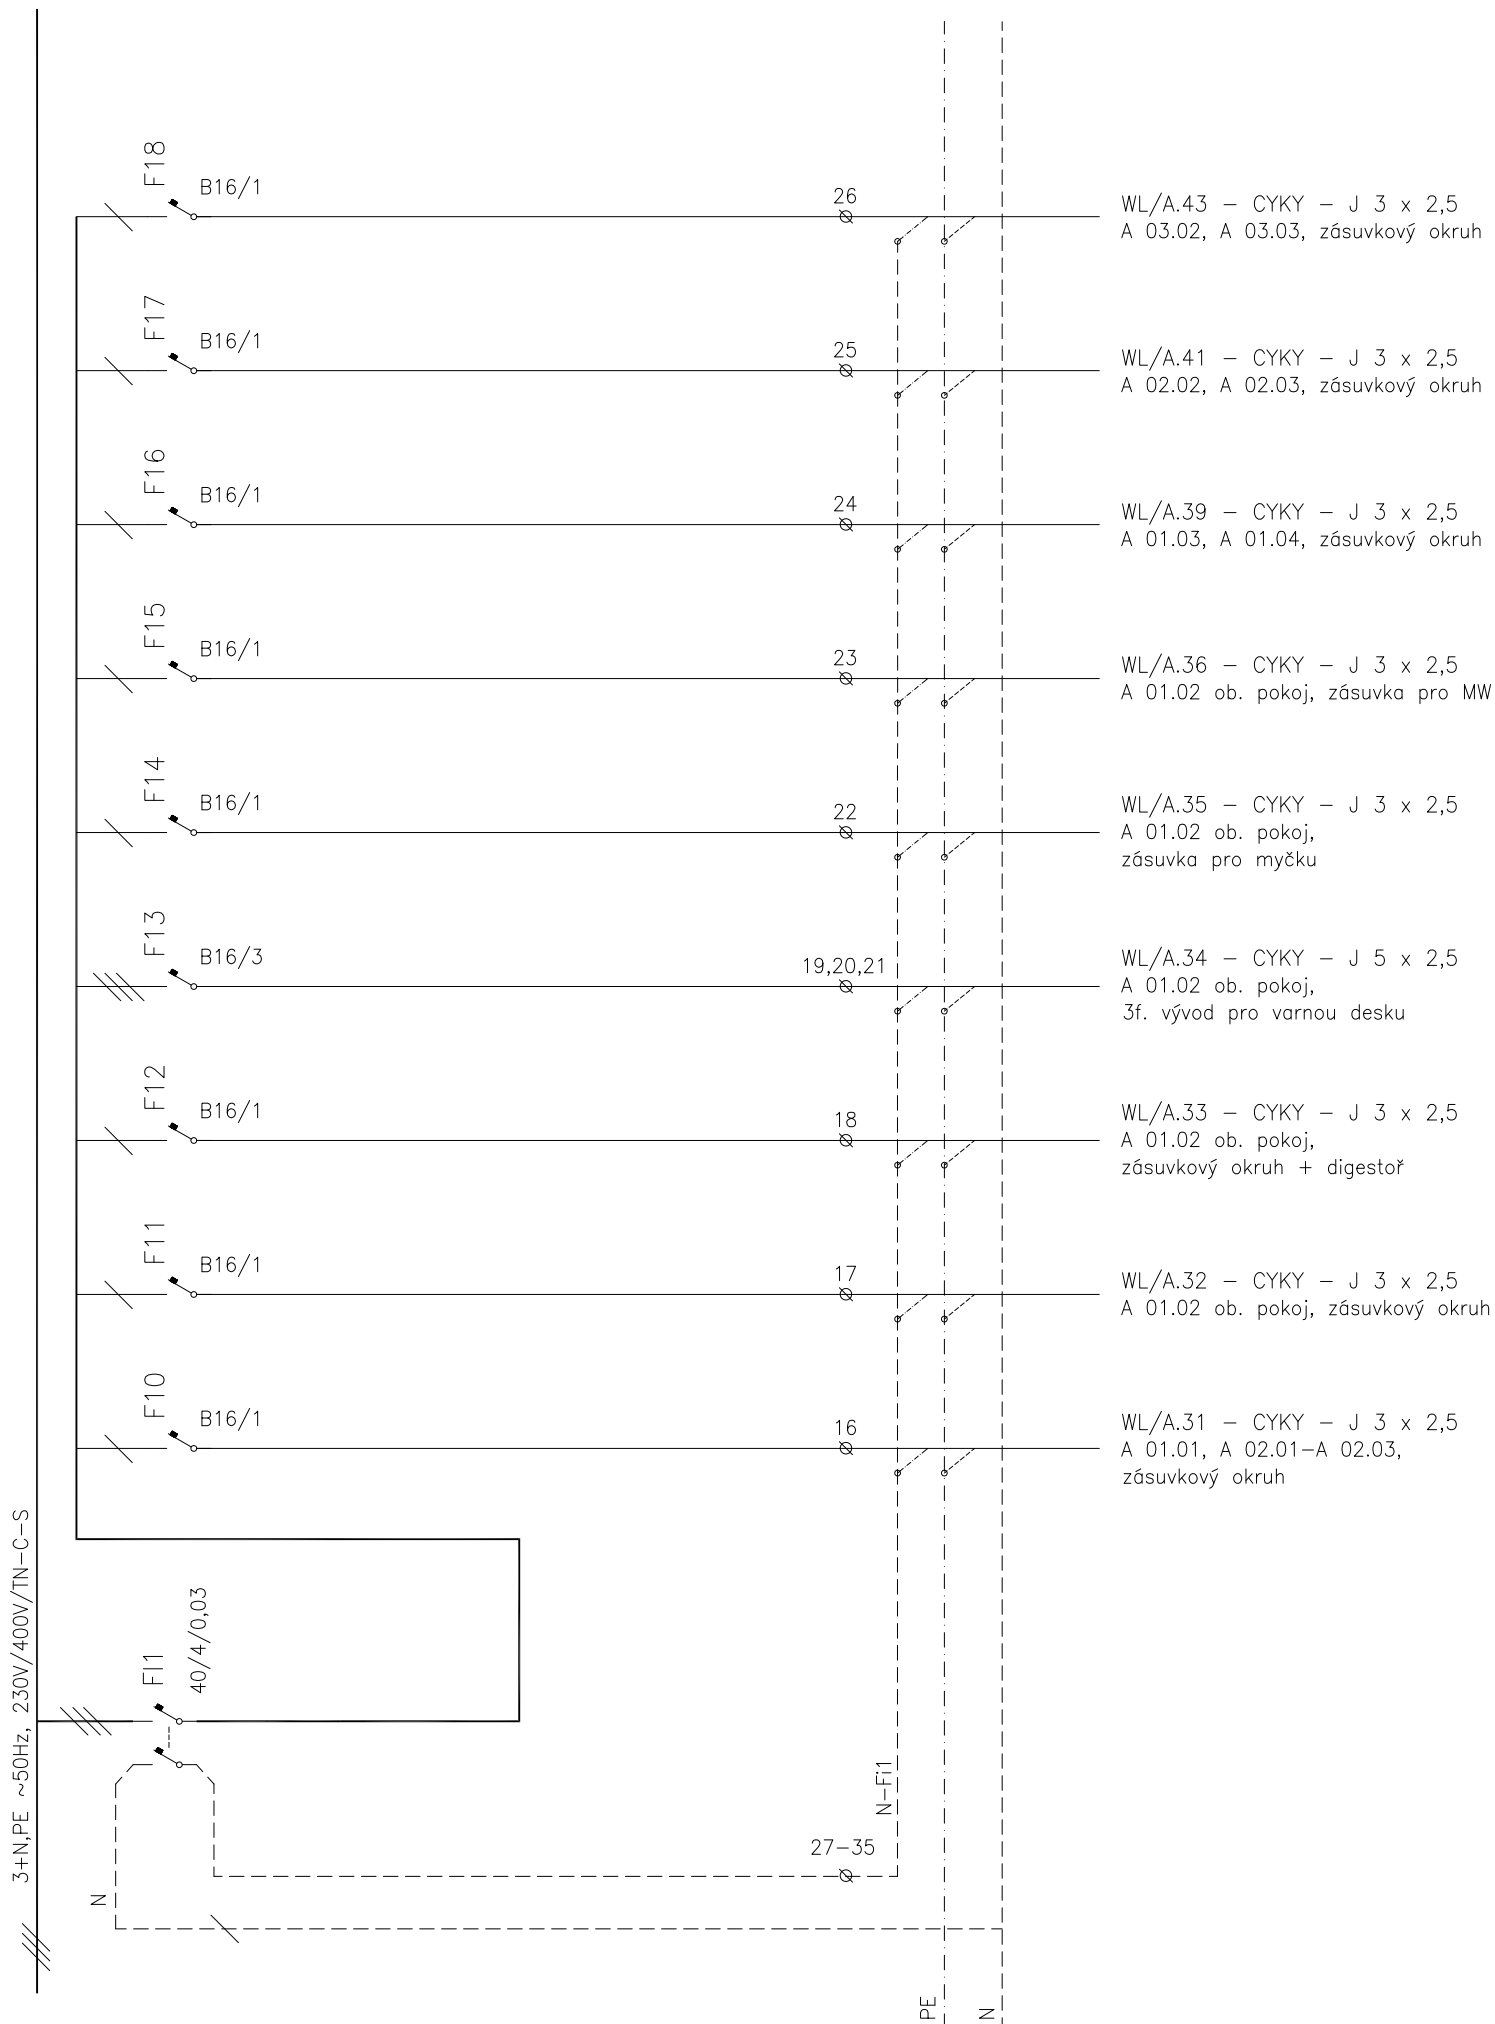 F18
B16/1
26
WL/A.43 – CYKY – J 3 x 2,5
A 03.02, A 03.03, zásuvkový okruh
F17
B16/1
25
WL/A.41 – CYKY – J 3 x 2,5
A 02.02, A 02.03, zásuvkový okruh
F16
B16/1
24
WL/A.39 – CYKY – J 3 x 2,5
A 01.03, A 01.04, zásuvkový okruh
F15
B16/1
23
WL/A.36 – CYKY – J 3 x 2,5
A 01.02 ob. pokoj, zásuvka pro MW
F14
B16/1
22
WL/A.35 – CYKY – J 3 x 2,5
A 01.02 ob. pokoj,
zásuvka pro myčku
F13
B16/3
19,20,21
WL/A.34 – CYKY – J 5 x 2,5
A 01.02 ob. pokoj,
3f. vývod pro varnou desku
F12
B16/1
18
WL/A.33 – CYKY – J 3 x 2,5
A 01.02 ob. pokoj,
zásuvkový okruh + digestoř
F11
B16/1
17
WL/A.32 – CYKY – J 3 x 2,5
A 01.02 ob. pokoj, zásuvkový okruh
F10
B16/1
16
WL/A.31 – CYKY – J 3 x 2,5
A 01.01, A 02.01–A 02.03,
zásuvkový okruh
3+N,PE ~50Hz, 230V/400V/TN–C–S
FI1
40/4/0,03
N–Fi1
27–35
N
PE
N